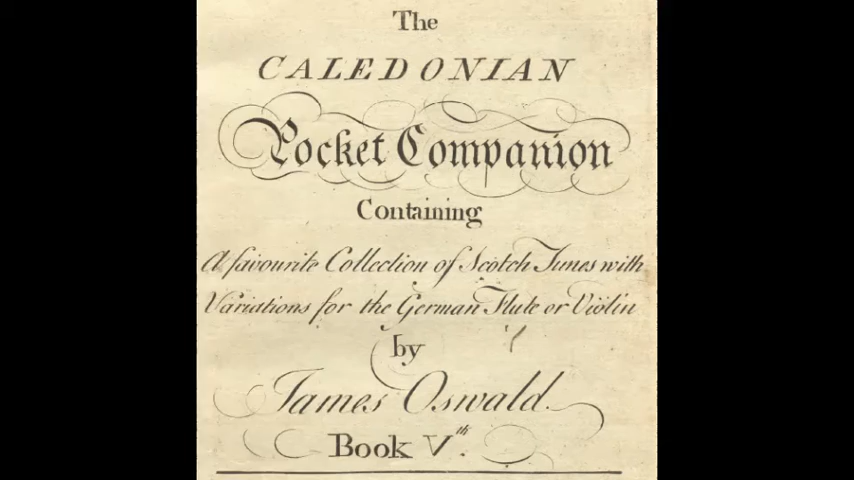 The
CALEDONIAN
Pocket Companion
Containing
A favourite Collection of Scotch Tunes with
Variations for the German Flute or Violin
by
James Oswald.
Book Vth.